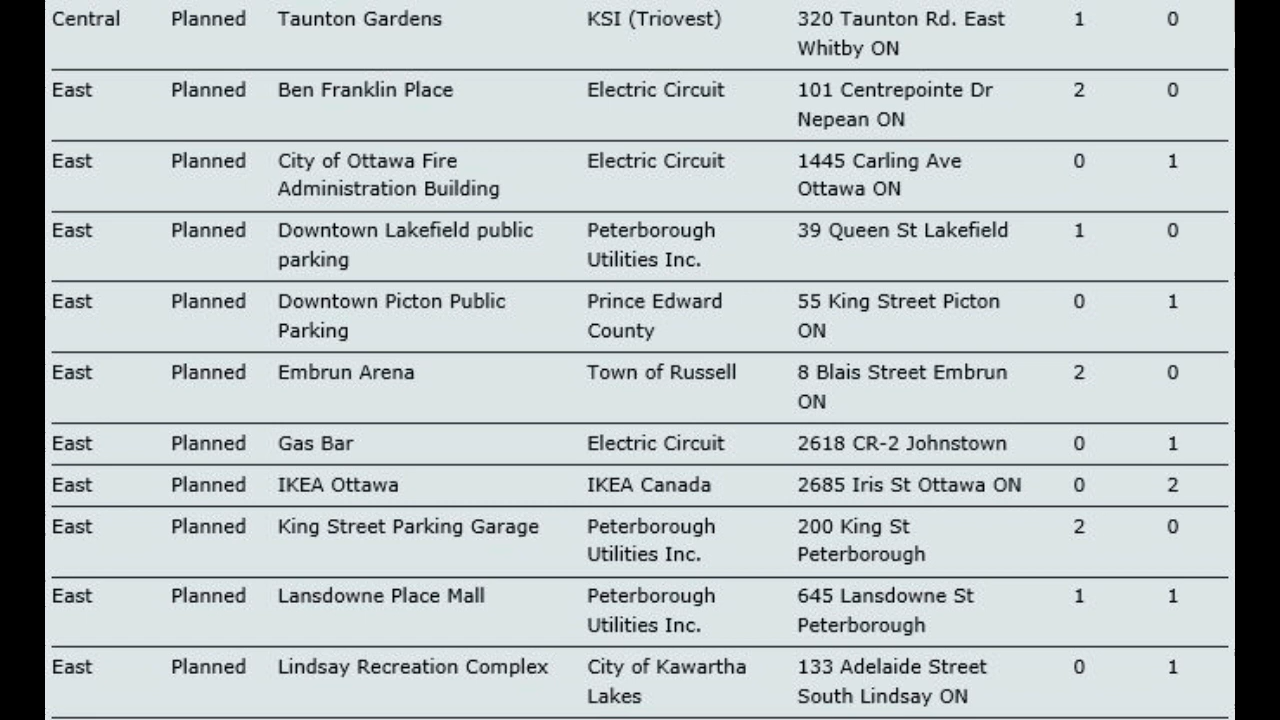 Central Planned Taunton Gardens KSI (Triovest) 320 Taunton Rd. East 1 0
Whitby ON
East Planned Ben Franklin Place Electric Circuit 101 Centrepointe Dr 2 0
Nepean ON
East Planned City of Ottawa Fire Electric Circuit 1445 Carling Ave 0 1
Administration Building Ottawa ON
East Planned Downtown Lakefield public Peterborough 39 Queen St Lakefield 1 0
parking Utilities Inc.
East Planned Downtown Picton Public Prince Edward 55 King Street Picton 0 1
Parking County ON
East Planned Embrun Arena Town of Russell 8 Blais Street Embrun 2 0
ON
East Planned Gas Bar Electric Circuit 2618 CR-2 Johnstown 0 1
East Planned IKEA Ottawa IKEA Canada 2685 Iris St Ottawa ON 0 2
East Planned King Street Parking Garage Peterborough 200 King St 2 0
Utilities Inc. Peterborough
East Planned Lansdowne Place Mall Peterborough 645 Lansdowne St 1 1
Utilities Inc. Peterborough
East Planned Lindsay Recreation Complex City of Kawartha 133 Adelaide Street 0 1
Lakes South Lindsay ON